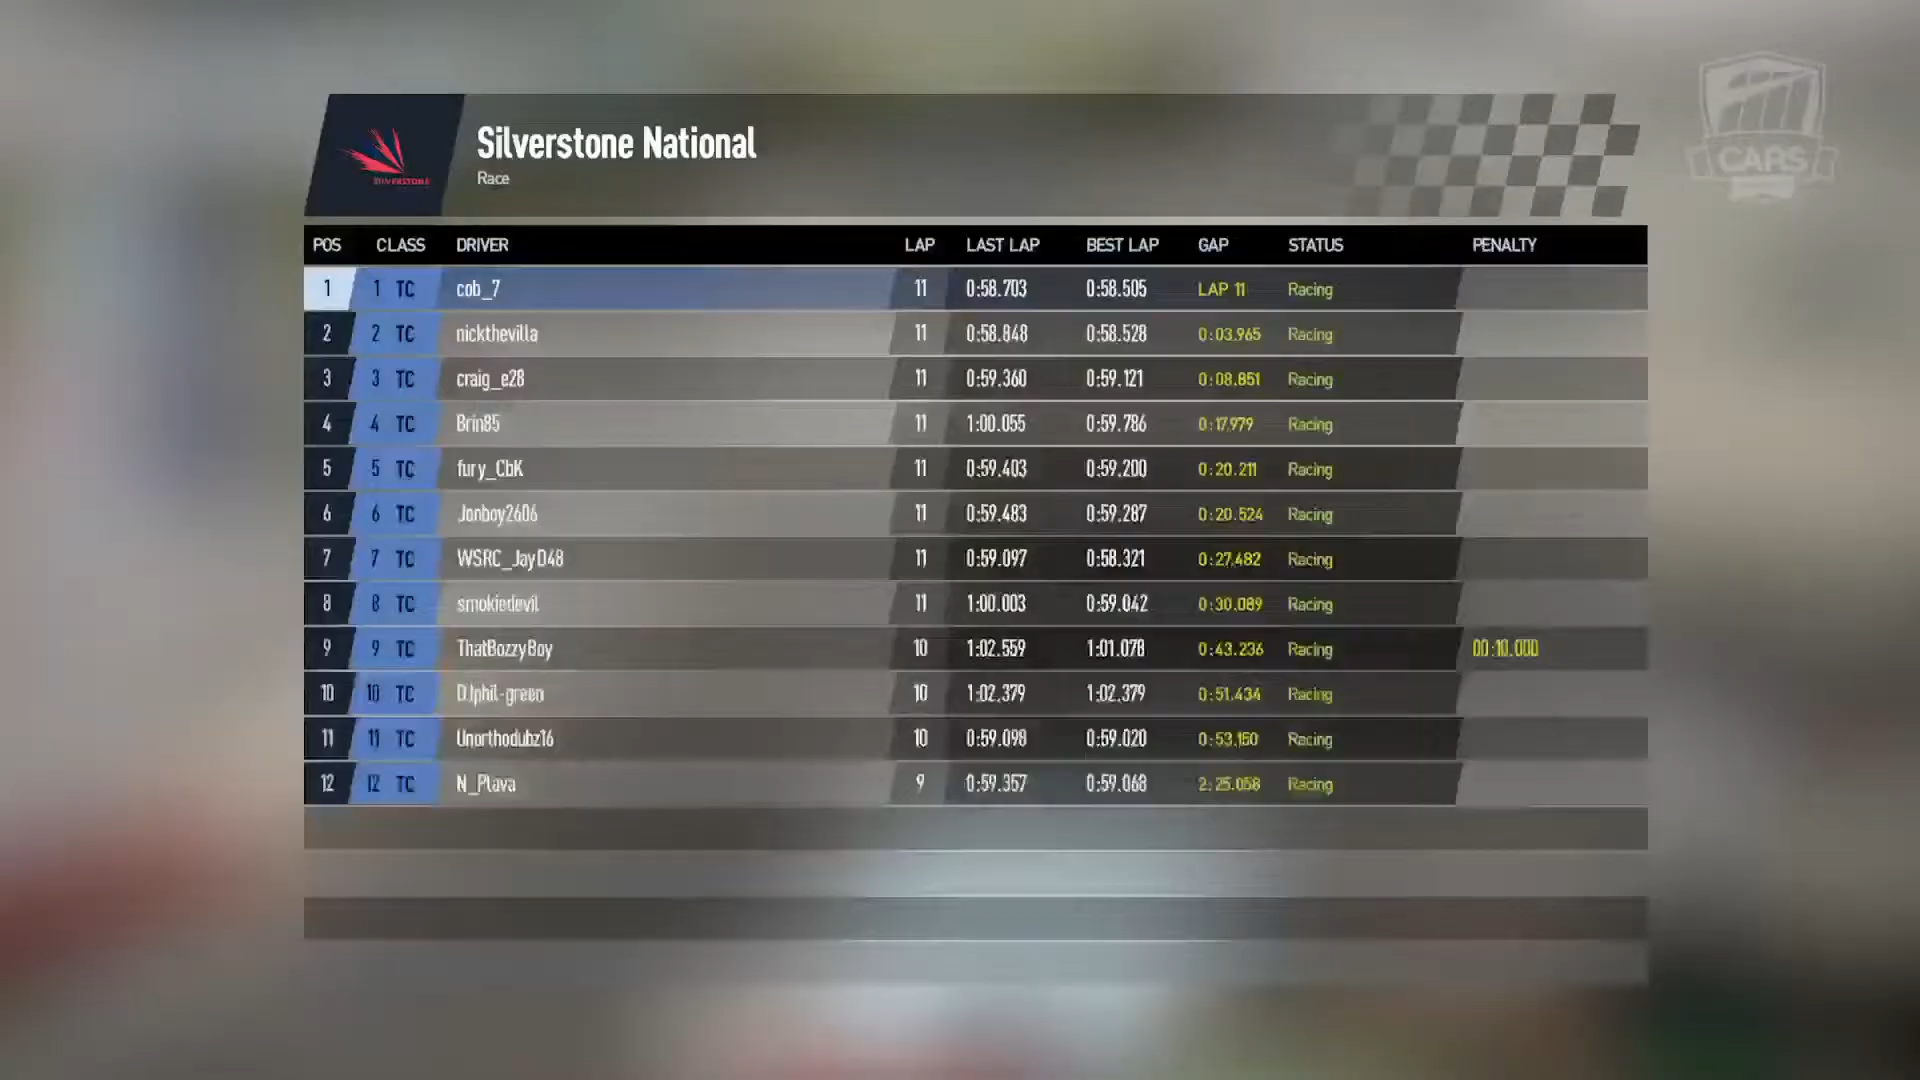 SILVERSTONE
Silverstone National
Race
CARS
POS CLASS DRIVER LAP LAST LAP BEST LAP GAP STATUS PENALTY
1 1 TC cob_7 11 0:58.703 0:58.505 LAP 11 Racing
2 2 TC nickthevilla 11 0:58.848 0:58.528 0:03.965 Racing
3 3 TC craig_e28 11 0:59.360 0:59.121 0:08.851 Racing
4 4 TC Brin85 11 1:00.055 0:59.786 0:17.979 Racing
5 5 TC fury_CbK 11 0:59.403 0:59.200 0:20.211 Racing
6 6 TC Jonboy2606 11 0:59.483 0:59.287 0:20.524 Racing
7 7 TC WSRC_JayD48 11 0:59.097 0:58.321 0:27.482 Racing
8 8 TC smokiedevil 11 1:00.003 0:59.042 0:30.089 Racing
9 9 TC ThatBozzyBoy 10 1:02.559 1:01.078 0:43.236 Racing 00:10.000
10 10 TC DJphil-green 10 1:02.379 1:02.379 0:51.434 Racing
11 11 TC Unorthodubz16 10 0:59.098 0:59.020 0:53.150 Racing
12 12 TC N_Plava 9 0:59.357 0:59.068 2:25.058 Racing